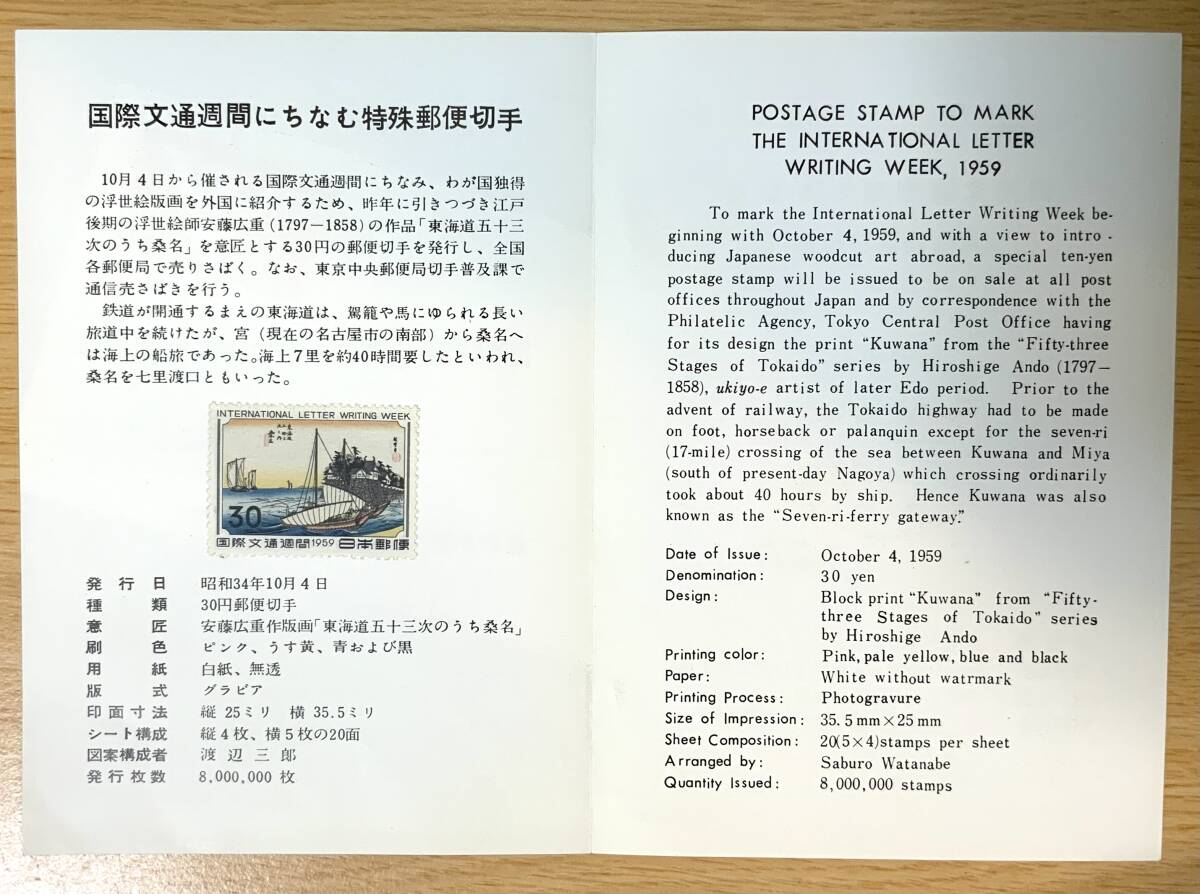 国際文通週間にちなむ特殊郵便切手
10月4日から催される国際文通週間にちなみ、わが国独得
の浮世絵版画を外国に紹介するため、昨年に引きつづき江戸
後期の浮世絵師安藤広重(1797－1858)の作品「東海道五十三
次のうち桑名」を意匠とする30円の郵便切手を発行し、全国
各郵便局で売りさばく。なお、東京中央郵便局切手普及課で
通信売さばきを行う。
鉄道が開通するまえの東海道は、駕籠や馬にゆられる長い
旅道中を続けたが、宮（現在の名古屋市の南部）から桑名へ
は海上の船旅であった。海上7里を約40時間要したといわれ、
桑名を七里渡口ともいった。
INTERNATIONAL LETTER WRITING WEEK
30
国際文通週間1959 日本郵便
発行日 昭和34年10月4日
種類 30円郵便切手
意匠 安藤広重作版画「東海道五十三次のうち桑名」
刷色 ピンク、うす黄、青および黒
用紙 白紙、無透
版式 グラビア
印面寸法 縦 25ミリ 横 35.5ミリ
シート構成 縦4枚、横5枚の20面
図案構成者 渡辺三郎
発行枚数 8,000,000 枚
POSTAGE STAMP TO MARK
THE INTERNATIONAL LETTER
WRITING WEEK, 1959
To mark the International Letter Writing Week be-
ginning with October 4, 1959, and with a view to intro-
ducing Japanese woodcut art abroad, a special ten-yen
postage stamp will be issued to be on sale at all post
offices throughout Japan and by correspondence with the
Philatelic Agency, Tokyo Central Post Office having
for its design the print “Kuwana” from the “Fifty-three
Stages of Tokaido” series by Hiroshige Ando (1797－
1858), ukiyo-e artist of later Edo period. Prior to the
advent of railway, the Tokaido highway had to be made
on foot, horseback or palanquin except for the seven-ri
(17-mile) crossing of the sea between Kuwana and Miya
(south of present-day Nagoya) which crossing ordinarily
took about 40 hours by ship. Hence Kuwana was also
known as the “Seven-ri-ferry gateway.”
Date of Issue: October 4, 1959
Denomination: 30 yen
Design: Block print “Kuwana” from “Fifty-
three Stages of Tokaido” series
by Hiroshige Ando
Printing color: Pink, pale yellow, blue and black
Paper: White without watrmark
Printing Process: Photogravure
Size of Impression: 35.5 mm×25 mm
Sheet Composition: 20(5×4) stamps per sheet
Arranged by: Saburo Watanabe
Quantity Issued: 8,000,000 stamps